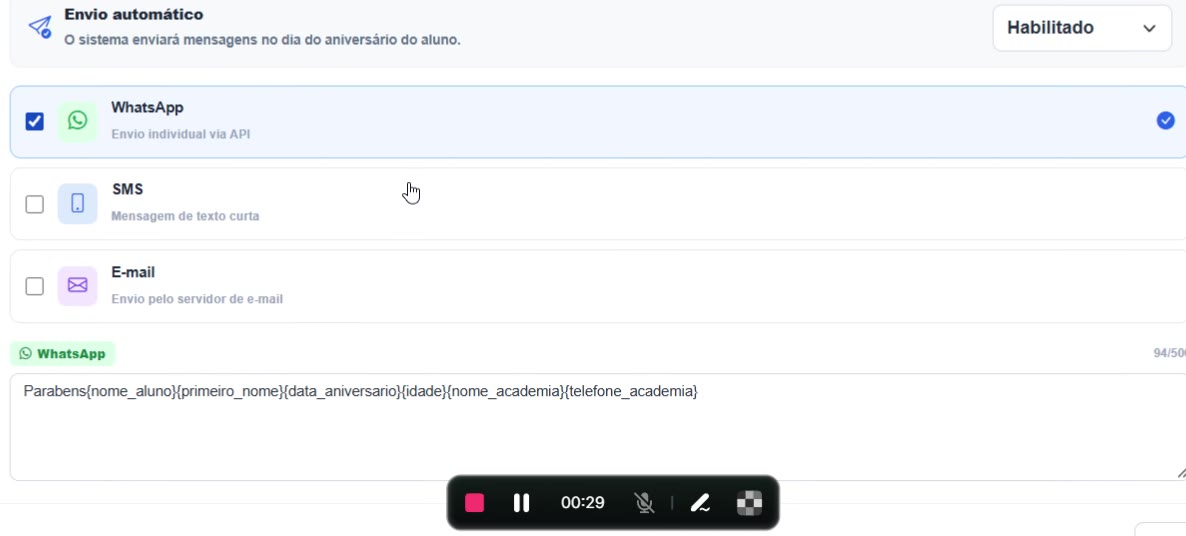 Envio automático
O sistema enviará mensagens no dia do aniversário do aluno.
Habilitado
WhatsApp
Envio individual via API
SMS
Mensagem de texto curta
E-mail
Envio pelo servidor de e-mail
WhatsApp
94/500
Parabens{nome_aluno}{primeiro_nome}{data_aniversario}{idade}{nome_academia}{telefone_academia}
00:29